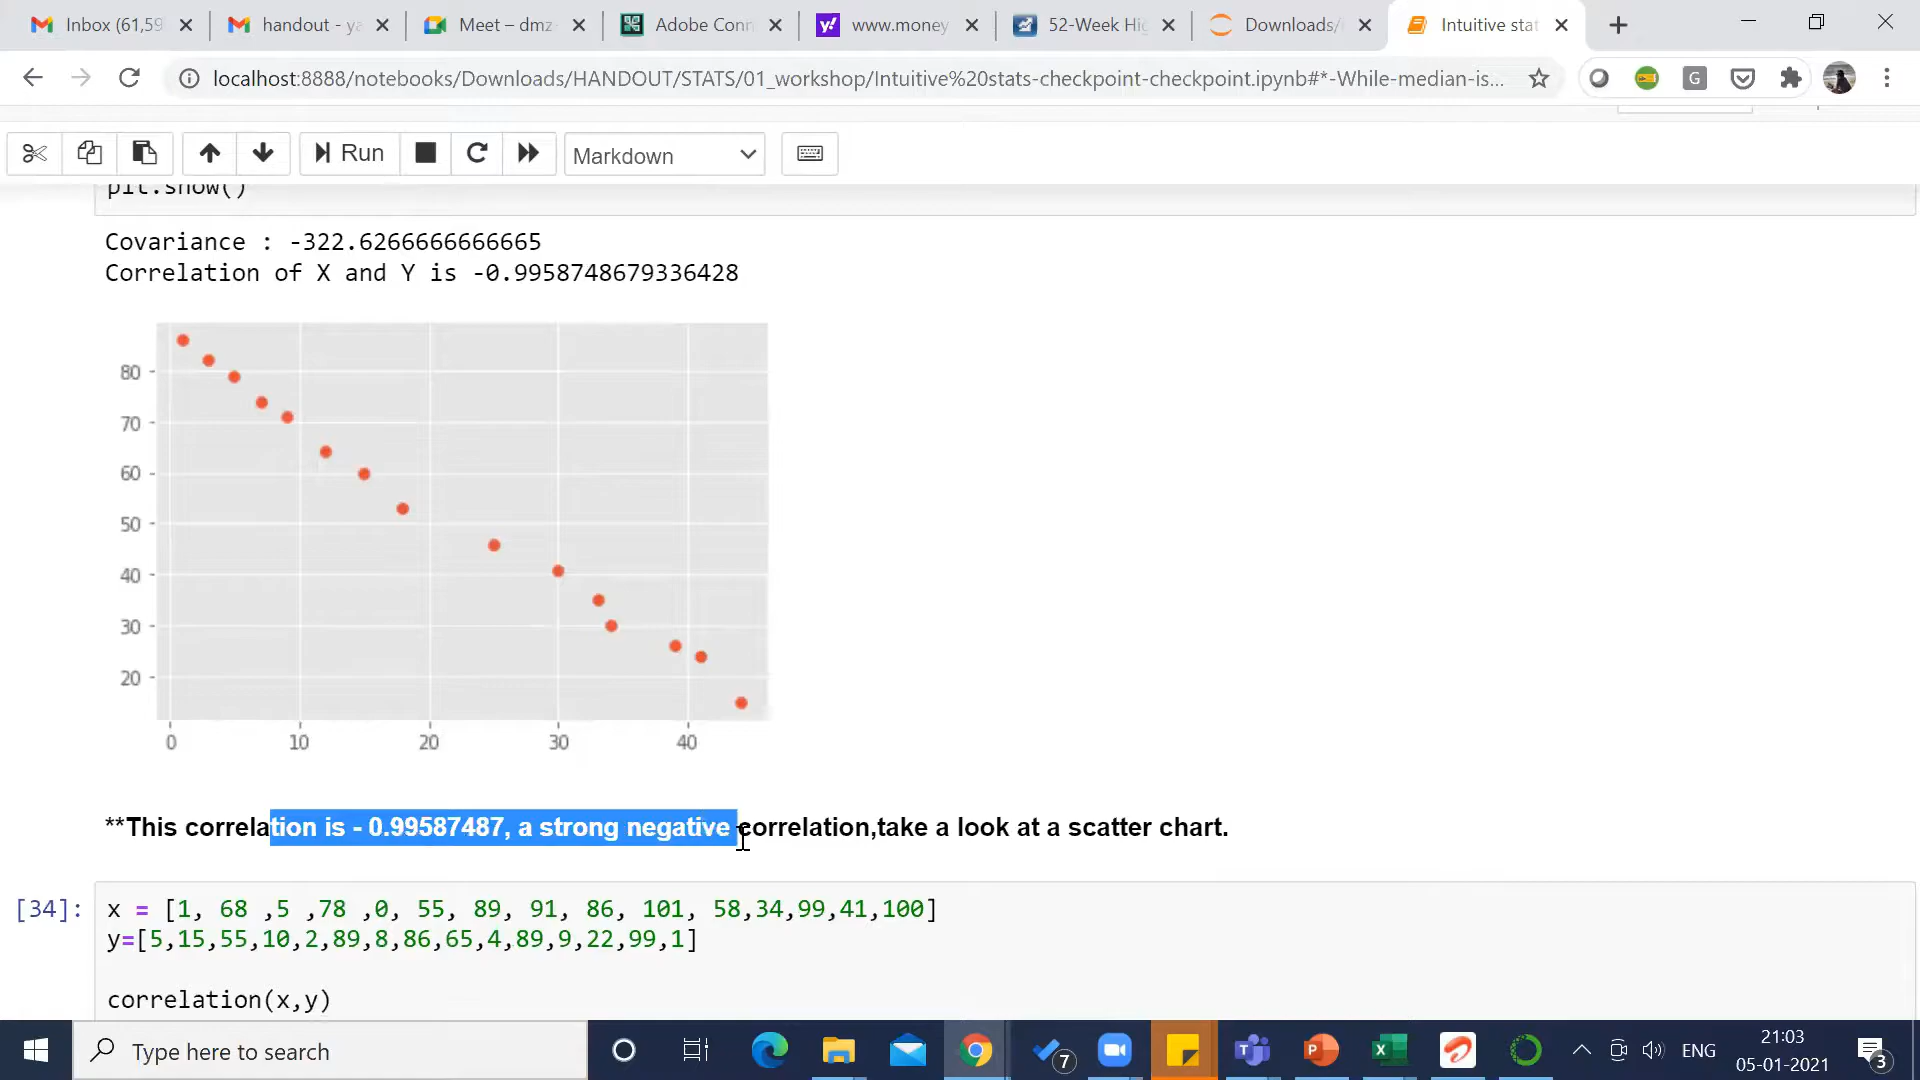 Inbox (61,59
handout - ya
Meet – dmz-
Adobe Conn
www.money
52-Week Hig
Downloads/
Intuitive stat
localhost:8888/notebooks/Downloads/HANDOUT/STATS/01_workshop/Intuitive%20stats-checkpoint-checkpoint.ipynb#*-While-median-is...
Run
Markdown
plt.show()
Covariance : -322.6266666666665
Correlation of X and Y is -0.9958748679336428
80
70
60
50
40
30
20
0 10 20 30 40
**This correlation is - 0.99587487, a strong negative correlation,take a look at a scatter chart.
[34]: x = [1, 68 ,5 ,78 ,0, 55, 89, 91, 86, 101, 58,34,99,41,100]
y=[5,15,55,10,2,89,8,86,65,4,89,9,22,99,1]
correlation(x,y)
Type here to search
7
ENG
21:03
05-01-2021
3